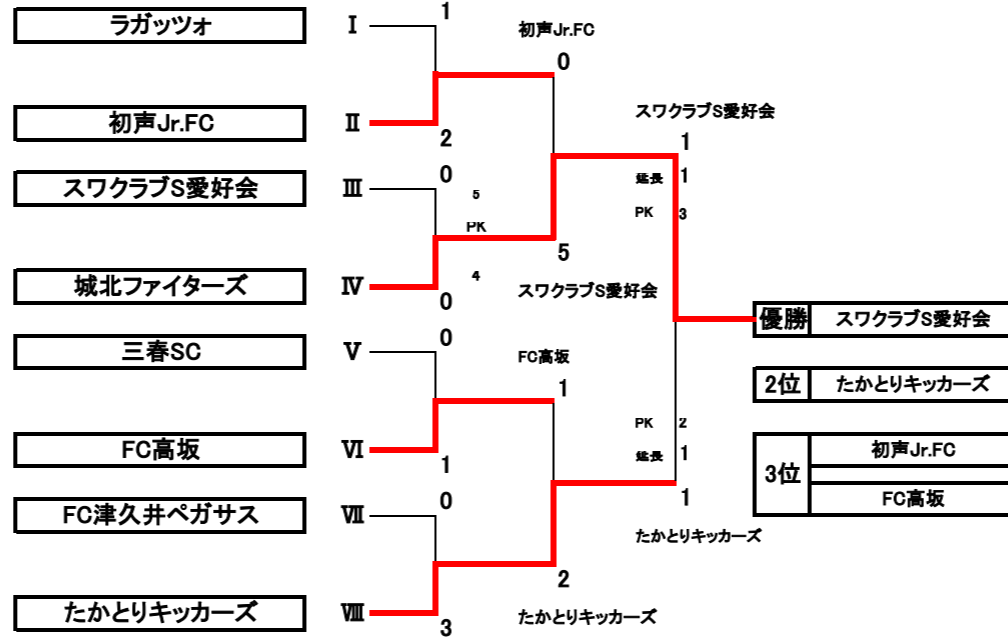 ラガッツォ Ⅰ 1
初声Jr.FC
0
初声Jr.FC Ⅱ 2
スワクラブS愛好会
1
スワクラブS愛好会 Ⅲ 0
5
延長 1
PK
PK 3
城北ファイターズ Ⅳ 0
4
5
スワクラブS愛好会
優勝 スワクラブS愛好会
三春SC Ⅴ 0
FC高坂
1
2位 たかとりキッカーズ
FC高坂 Ⅵ 1
PK 2
延長 1
1
3位 初声Jr.FC
FC高坂
FC津久井ペガサス Ⅶ 0
たかとりキッカーズ
2
たかとりキッカーズ Ⅷ 3
たかとりキッカーズ